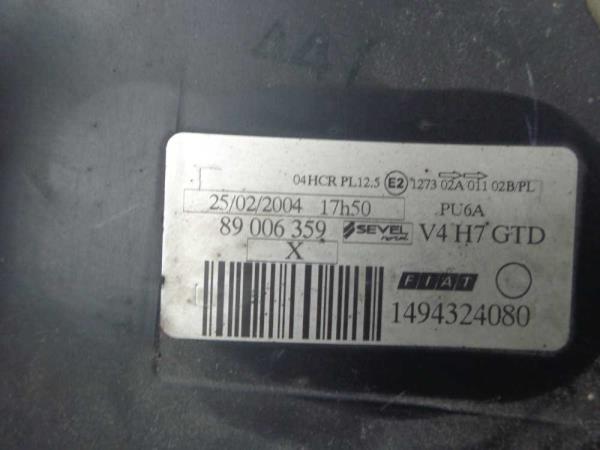 04HCR PL12.5 E2 1273 02A 011 02B/PL
25/02/2004 17h50 PU6A
89 006 359 SEVEL V4 H7 GTD
X
FIAT
1494324080